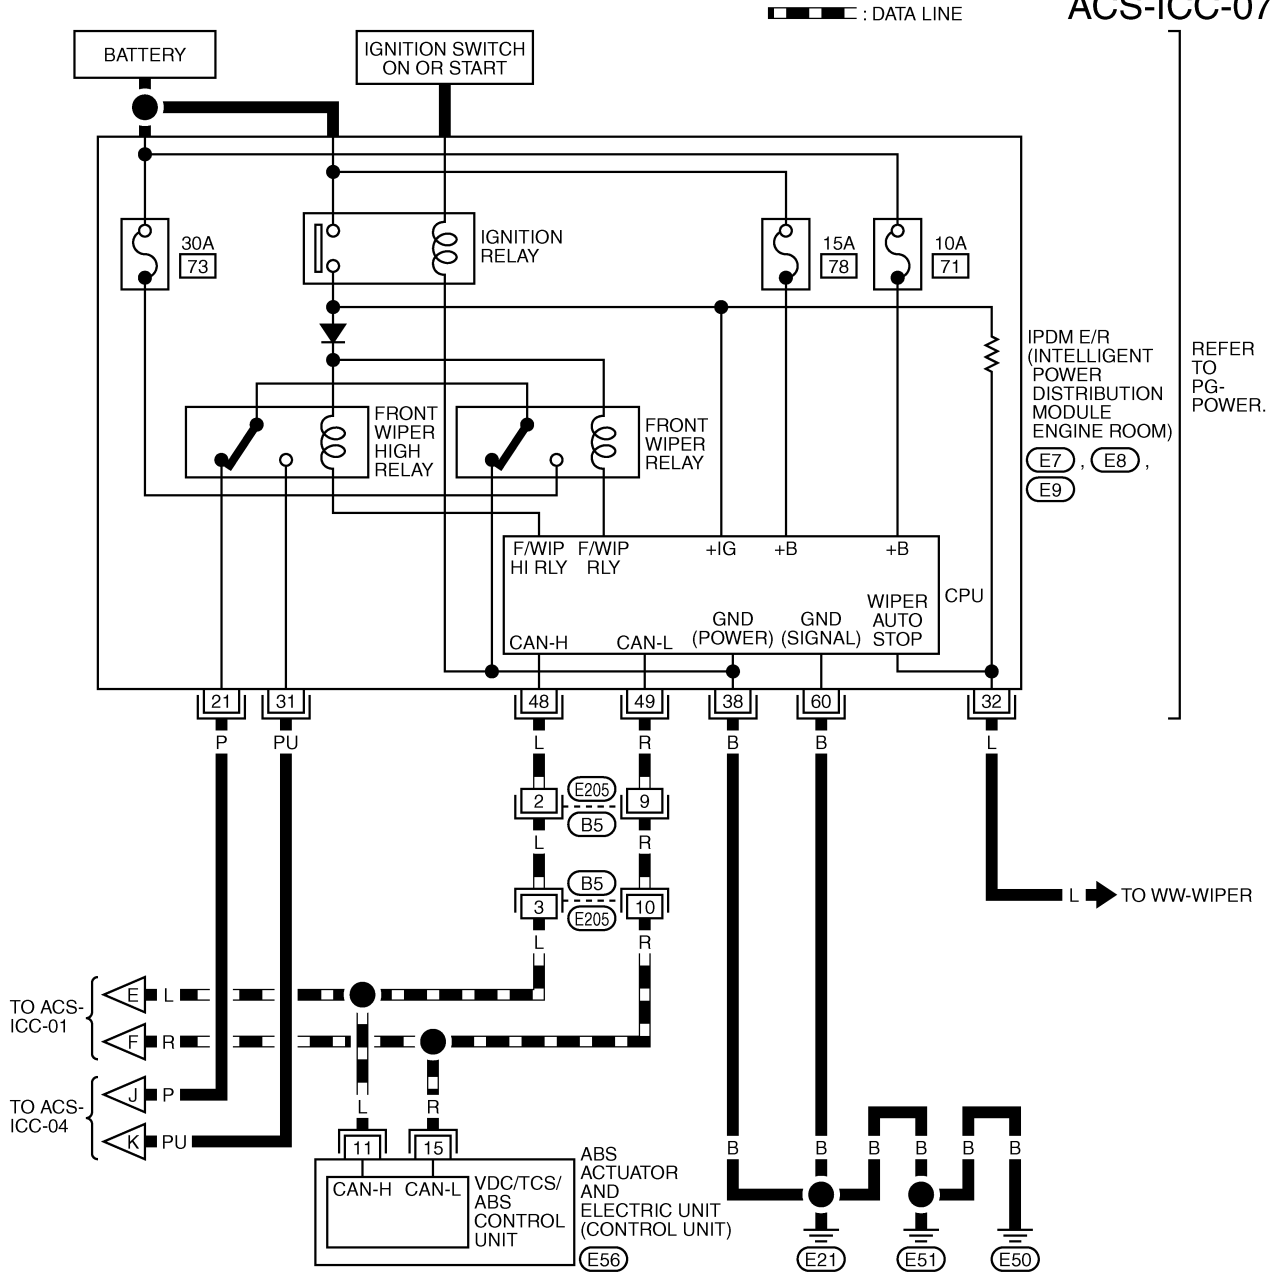 : DATA LINE
ACS-ICC-07
BATTERY
IGNITION SWITCH
ON OR START
30A
73
IGNITION
RELAY
15A
78
10A
71
IPDM E/R
(INTELLIGENT
POWER
DISTRIBUTION
MODULE
ENGINE ROOM)
E7 , E8 ,
E9
REFER
TO
PG-
POWER.
FRONT
WIPER
HIGH
RELAY
FRONT
WIPER
RELAY
F/WIP
HI RLY
F/WIP
RLY
+IG
+B
+B
CPU
CAN-H
CAN-L
GND
(POWER)
GND
(SIGNAL)
WIPER
AUTO
STOP
21
31
48
49
38
60
32
P
PU
L
R
B
B
L
2
E205
B5
9
L
R
3
B5
E205
10
L
R
L
TO WW-WIPER
TO ACS-
ICC-01
E
L
F
R
TO ACS-
ICC-04
J
P
K
PU
L
R
11
15
CAN-H
CAN-L
VDC/TCS/
ABS
CONTROL
UNIT
ABS
ACTUATOR
AND
ELECTRIC UNIT
(CONTROL UNIT)
E56
B
B
B
B
B
B
E21
E51
E50